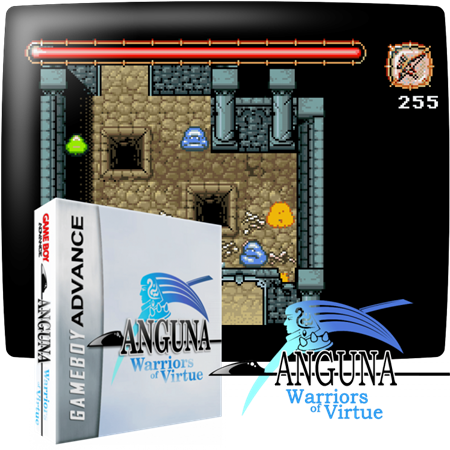 255
GAME BOY
ADVANCE
ANGUNA
Warriors
of Virtue
GAMEBOY ADVANCE
ANGUNA
Warriors
of Virtue
ANGUNA
Warriors
of Virtue